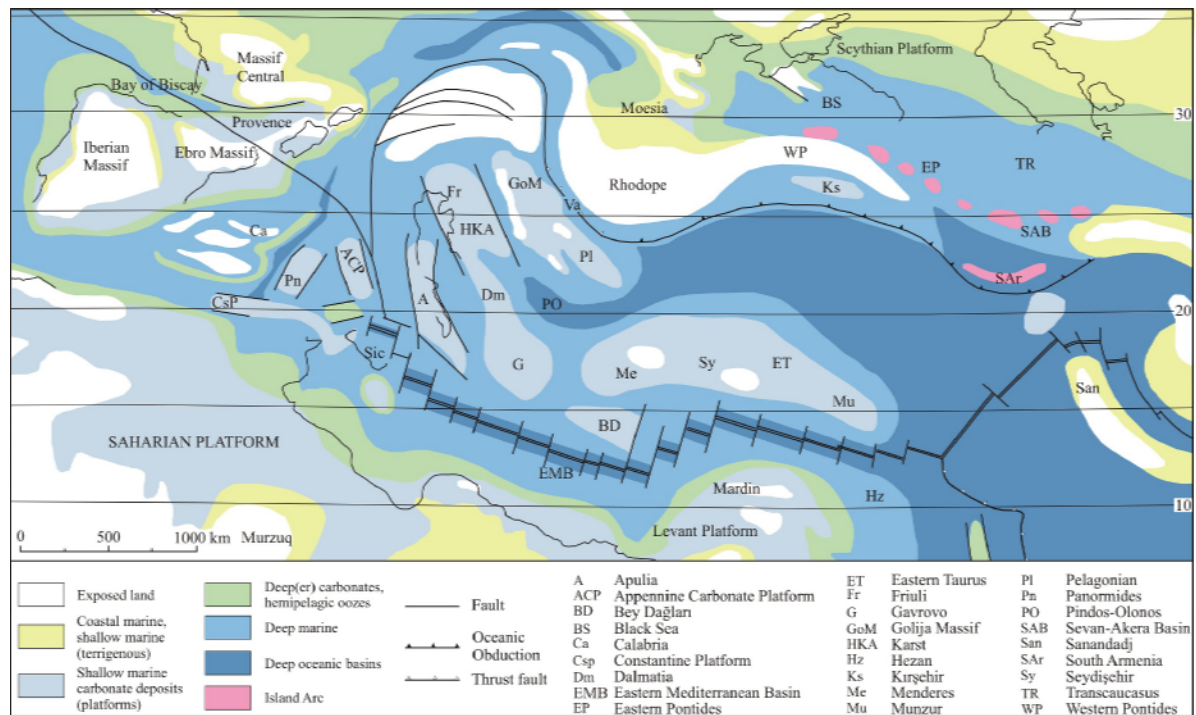 Massif
Central
Scythian Platform
Bay of Biscay
Moesia
BS
30
Provence
Iberian
Massif
Ebro Massif
WP
EP
TR
Fr
GoM
Rhodope
Ks
Va
Ca
HKA
SAB
ACP
Pn
Pl
SAr
CsP
A
Dm
PO
20
Sic
G
Me
Sy
ET
San
Mu
BD
SAHARIAN PLATFORM
EMB
Mardin
Hz
10
Levant Platform
0 500 1000 km Murzuq
Exposed land
Coastal marine,
shallow marine
(terrigenous)
Shallow marine
carbonate deposits
(platforms)
Deep(er) carbonates,
hemipelagic oozes
Deep marine
Deep oceanic basins
Island Arc
Fault
Oceanic
Obduction
Thrust fault
A Apulia
ACP Appennine Carbonate Platform
BD Bey Dağları
BS Black Sea
Ca Calabria
Csp Constantine Platform
Dm Dalmatia
EMB Eastern Mediterranean Basin
EP Eastern Pontides
ET Eastern Taurus
Fr Friuli
G Gavrovo
GoM Golija Massif
HKA Karst
Hz Hezan
Ks Kırşehir
Me Menderes
Mu Munzur
Pl Pelagonian
Pn Panormides
PO Pindos-Olonos
SAB Sevan-Akera Basin
San Sanandadj
SAr South Armenia
Sy Seydişehir
TR Transcaucasus
WP Western Pontides